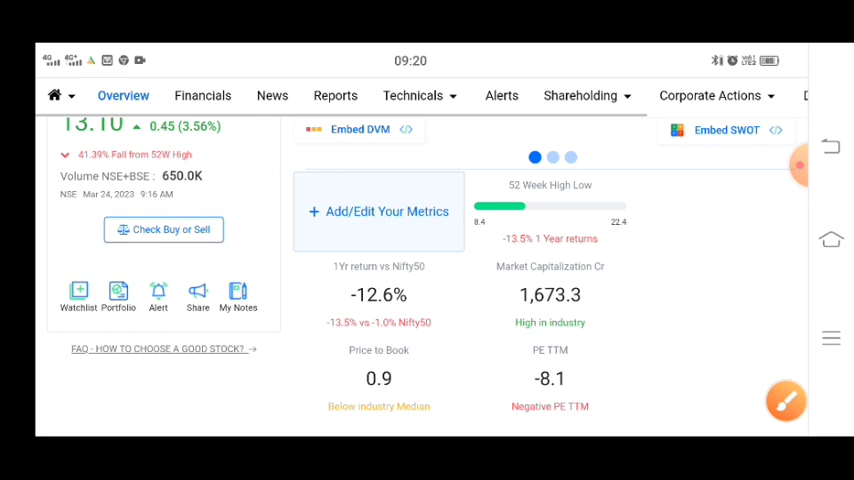 4G 4G+ 09:20
Overview Financials News Reports Technicals Alerts Shareholding Corporate Actions
13.10 0.45 (3.56%)
41.39% Fall from 52W High
Volume NSE+BSE : 650.0K
NSE Mar 24, 2023 9:16 AM
Check Buy or Sell
Watchlist Portfolio Alert Share My Notes
FAQ - HOW TO CHOOSE A GOOD STOCK?
Embed DVM </>
Embed SWOT </>
+ Add/Edit Your Metrics
52 Week High Low
8.4 22.4
-13.5% 1 Year returns
1Yr return vs Nifty50
-12.6%
-13.5% vs -1.0% Nifty50
Market Capitalization Cr
1,673.3
High in industry
Price to Book
0.9
Below industry Median
PE TTM
-8.1
Negative PE TTM